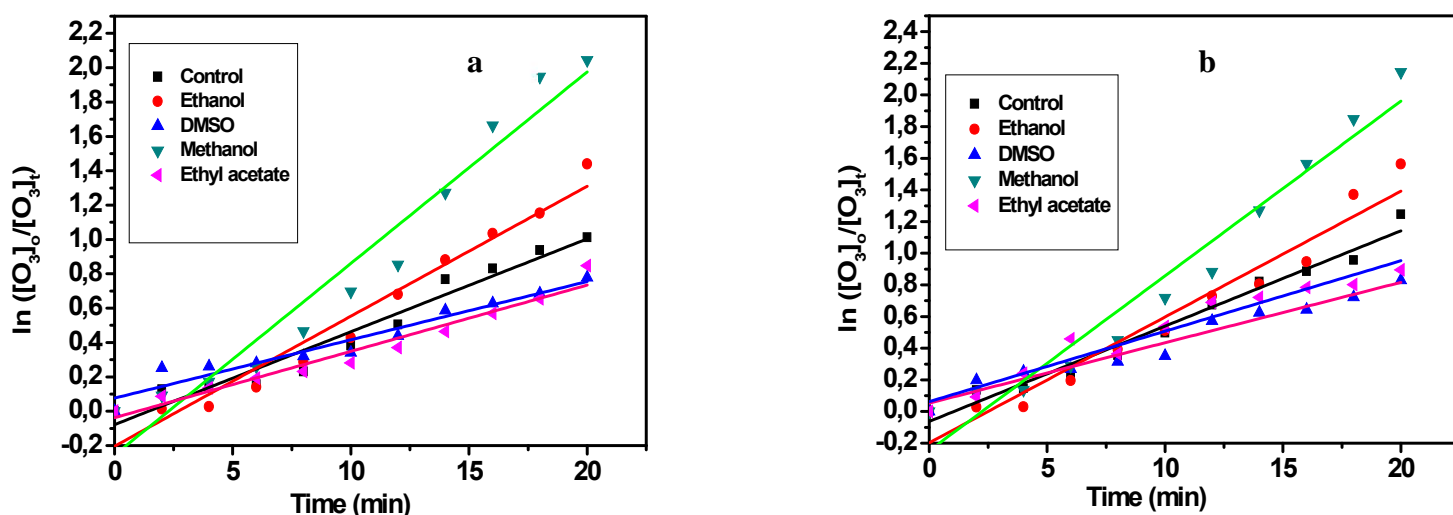 a
Control
Ethanol
DMSO
Methanol
Ethyl acetate
2,2
2,0
1,8
1,6
1,4
1,2
1,0
0,8
0,6
0,4
0,2
0,0
-0,2
0 5 10 15 20
Time (min)
ln ([O3]o/[O3]t)
b
Control
Ethanol
DMSO
Methanol
Ethyl acetate
2,4
2,2
2,0
1,8
1,6
1,4
1,2
1,0
0,8
0,6
0,4
0,2
0,0
-0,2
0 5 10 15 20
Time (min)
ln ([O3]o/[O3]t)